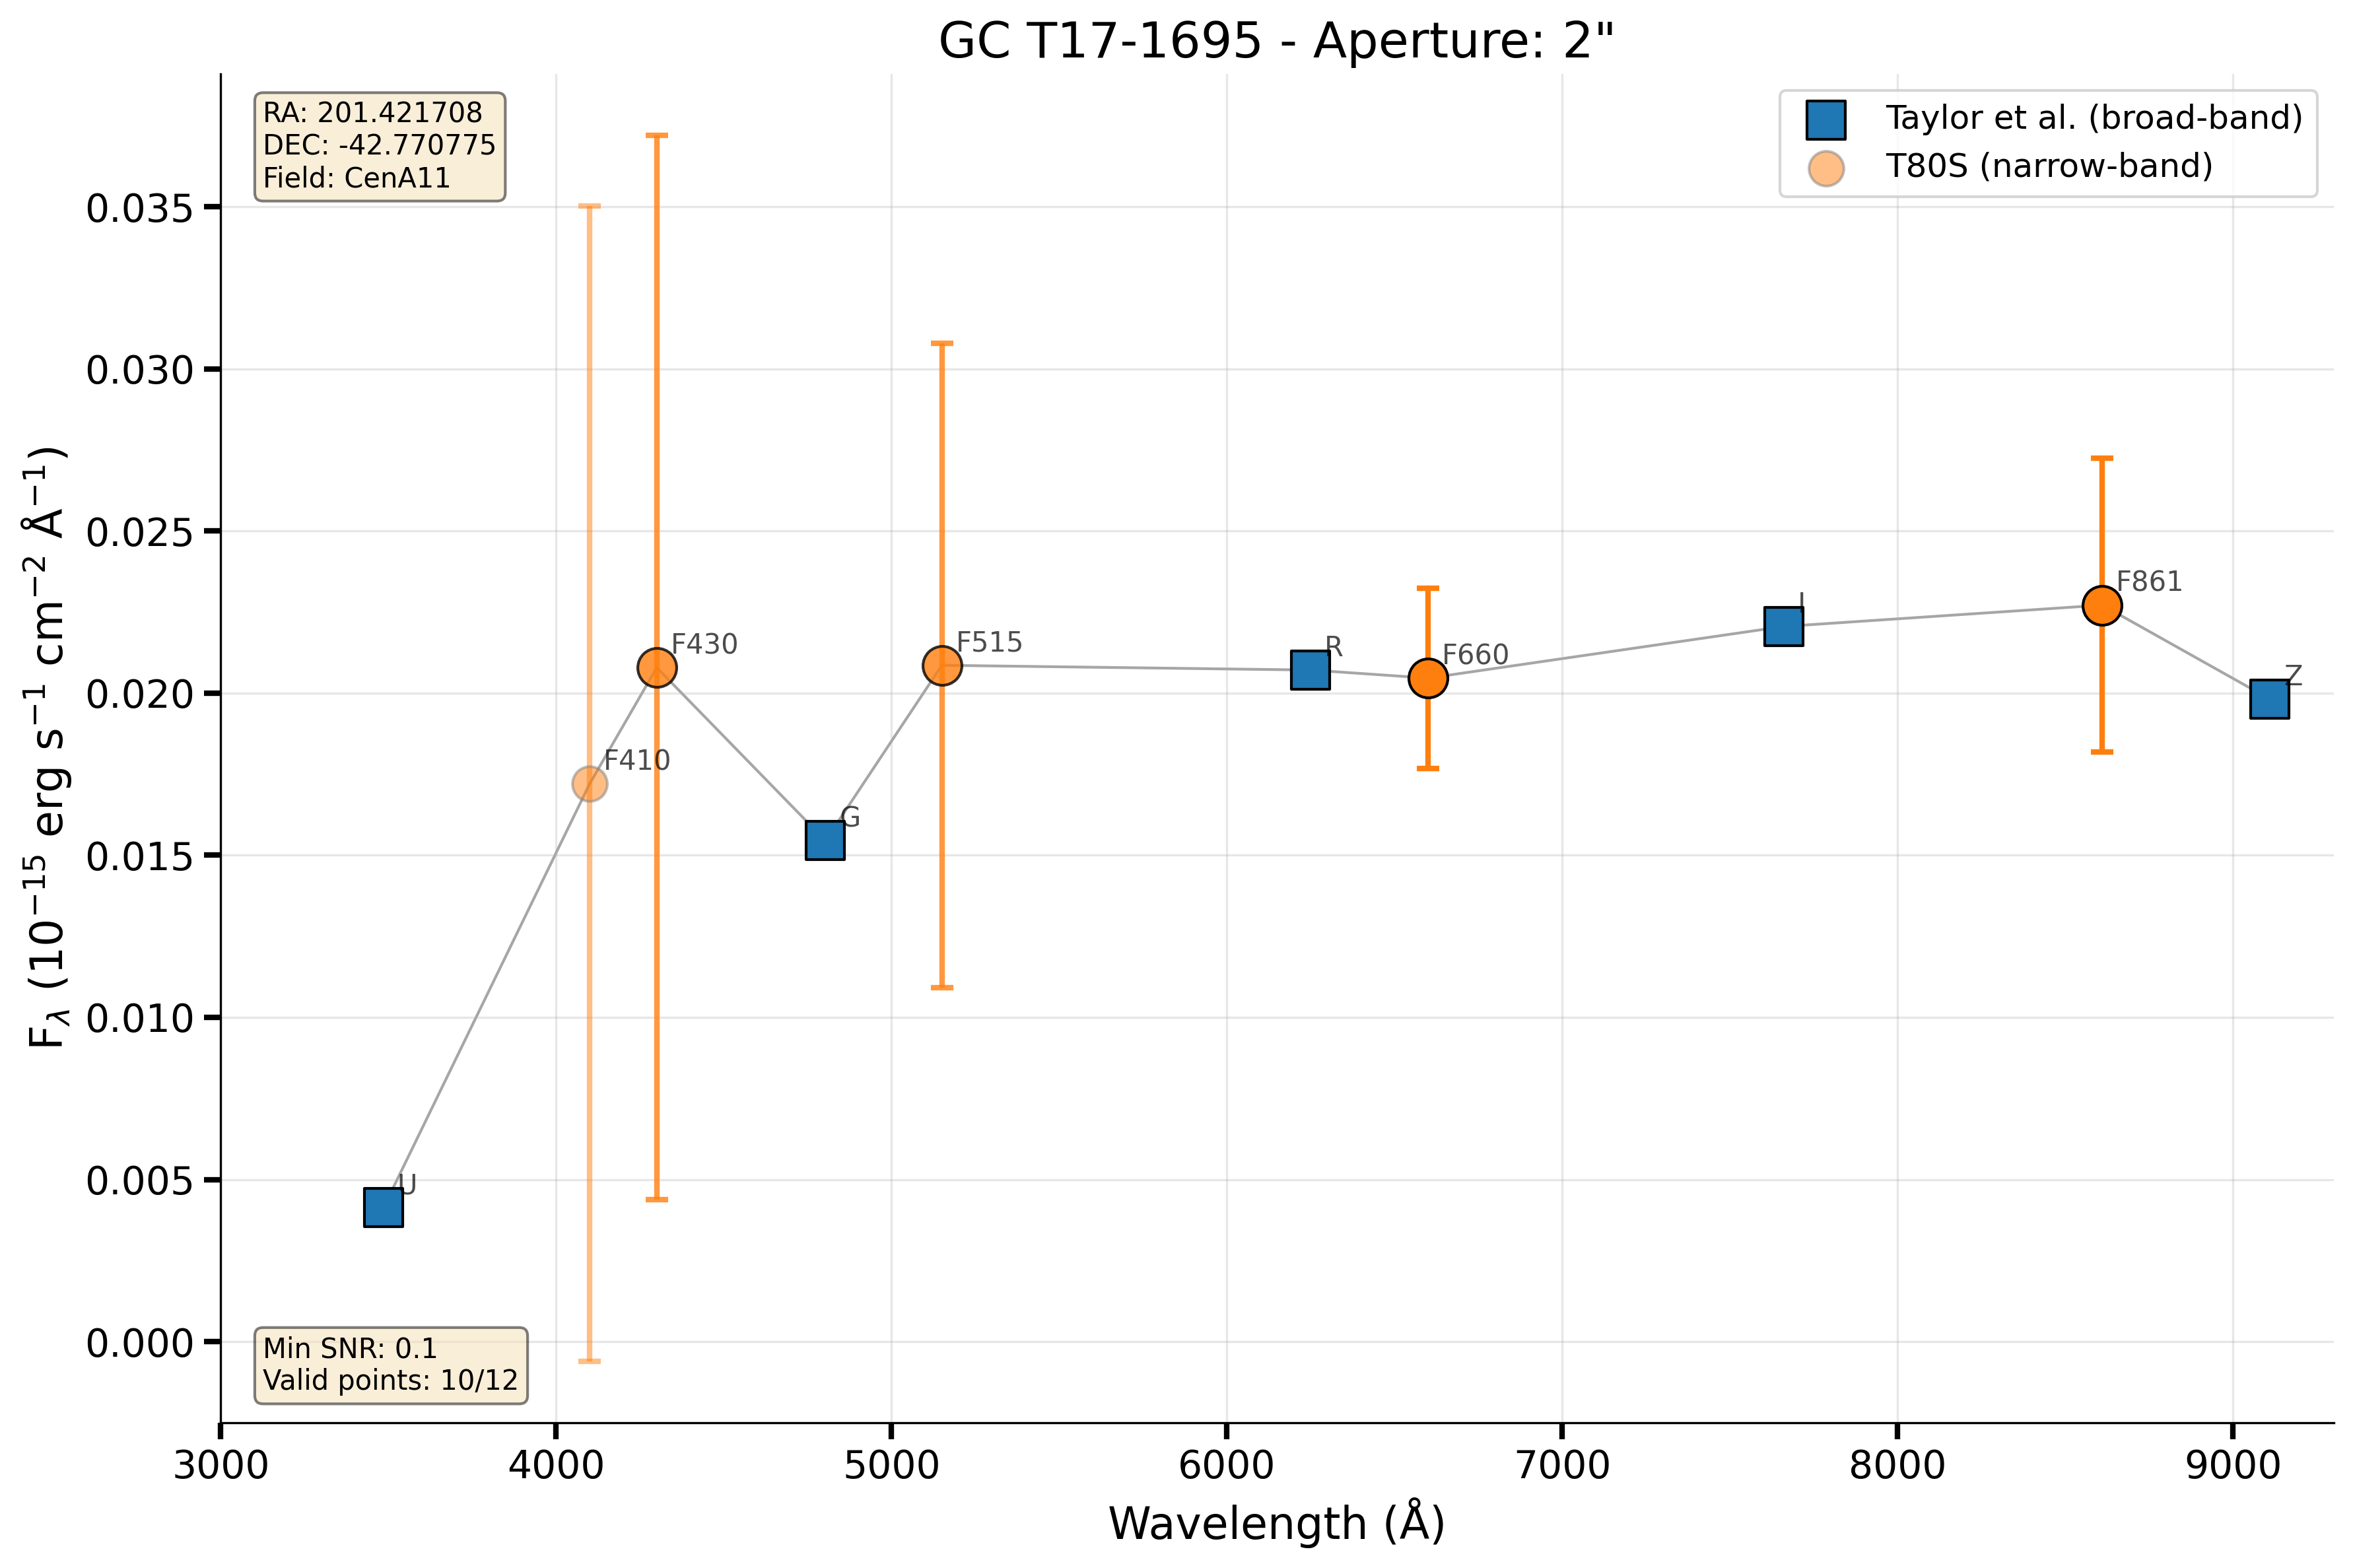 GC T17-1695 - Aperture: 2"
RA: 201.421708
DEC: -42.770775
Field: CenA11
Taylor et al. (broad-band)
T80S (narrow-band)
F_λ (10⁻¹⁵ erg s⁻¹ cm⁻² Å⁻¹)
0.035
0.030
0.025
0.020
0.015
0.010
0.005
0.000
U
F410
F430
G
F515
R
F660
I
F861
Z
Min SNR: 0.1
Valid points: 10/12
3000 4000 5000 6000 7000 8000 9000
Wavelength (Å)